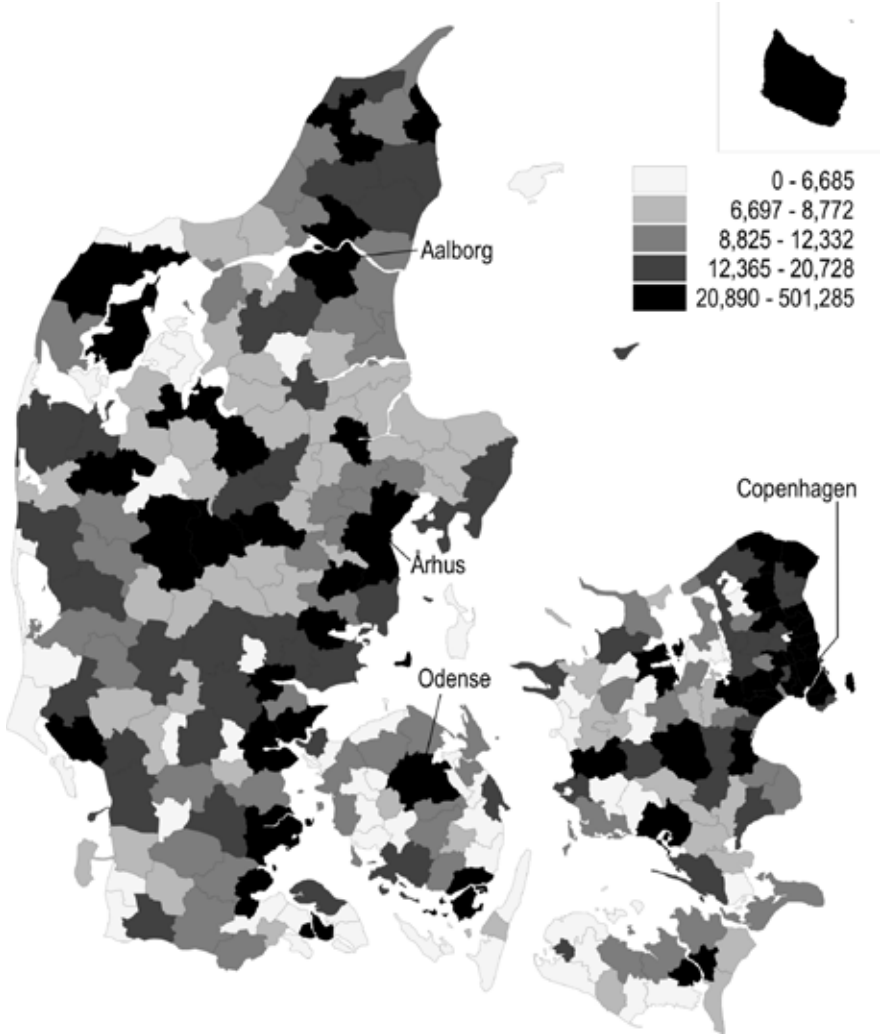 0 - 6,685
6,697 - 8,772
8,825 - 12,332
12,365 - 20,728
20,890 - 501,285
Aalborg
Copenhagen
Århus
Odense